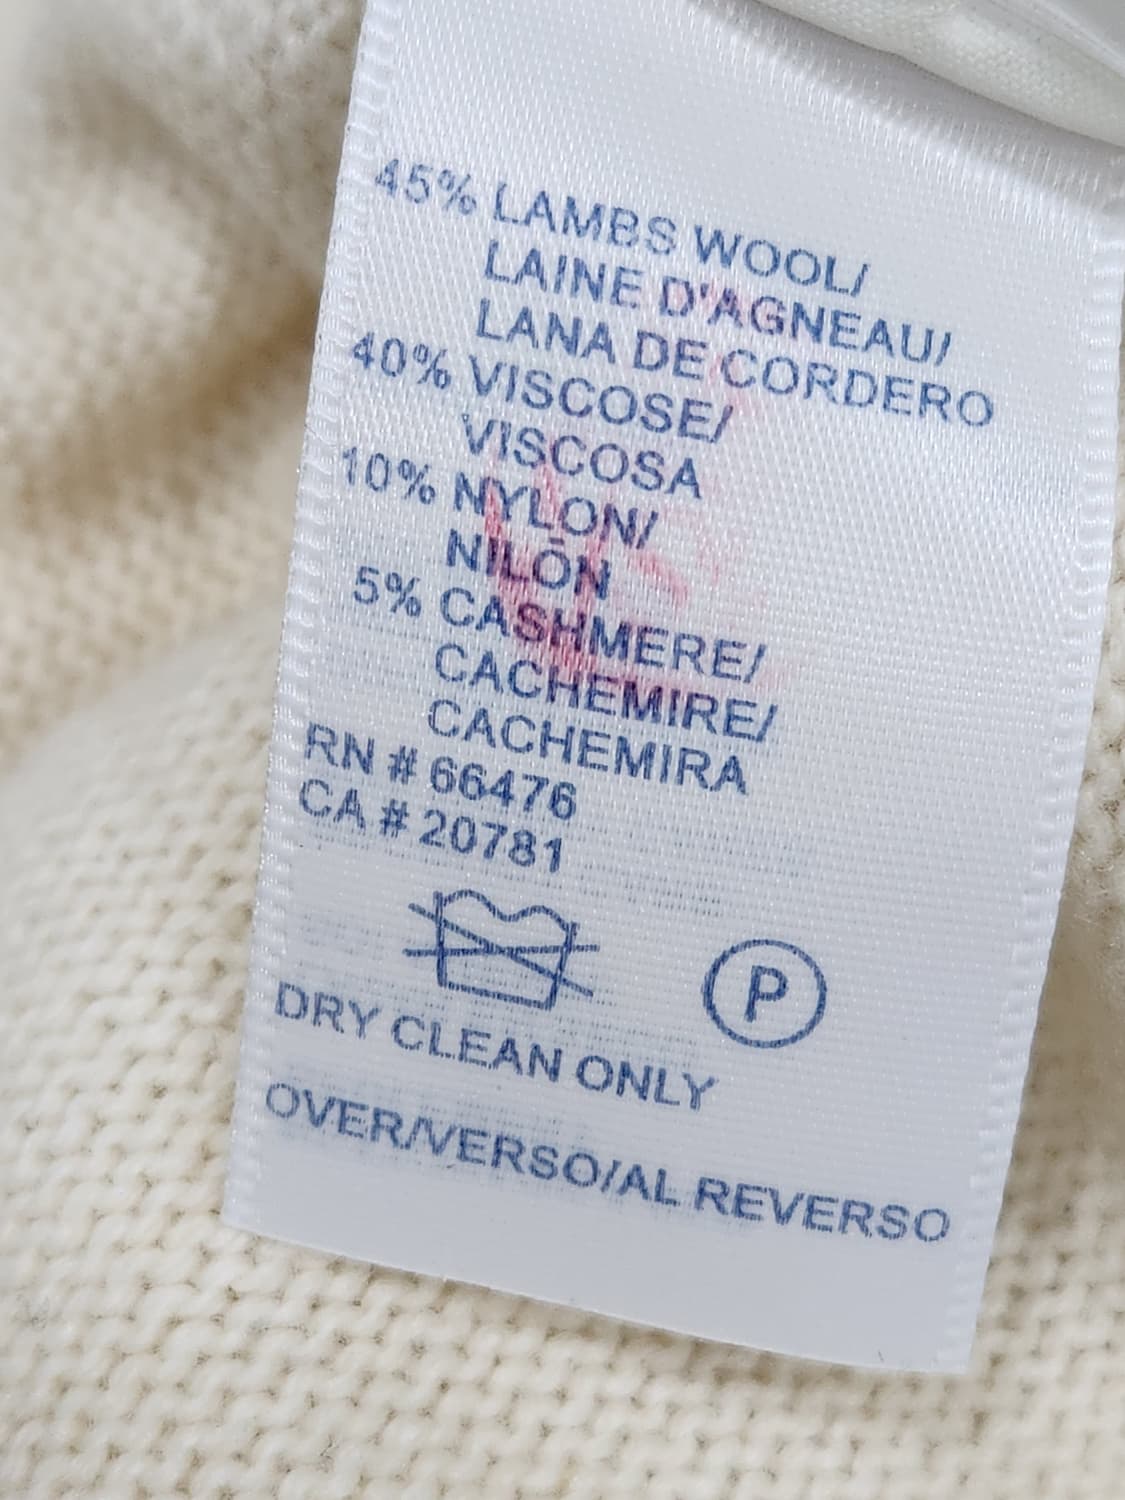 45% LAMBS WOOL/
LAINE D'AGNEAU/
LANA DE CORDERO
40% VISCOSE/
VISCOSA
10% NYLON/
NILÓN
5% CASHMERE/
CACHEMIRE/
CACHEMIRA
RN # 66476
CA # 20781
P
DRY CLEAN ONLY
OVER/VERSO/AL REVERSO